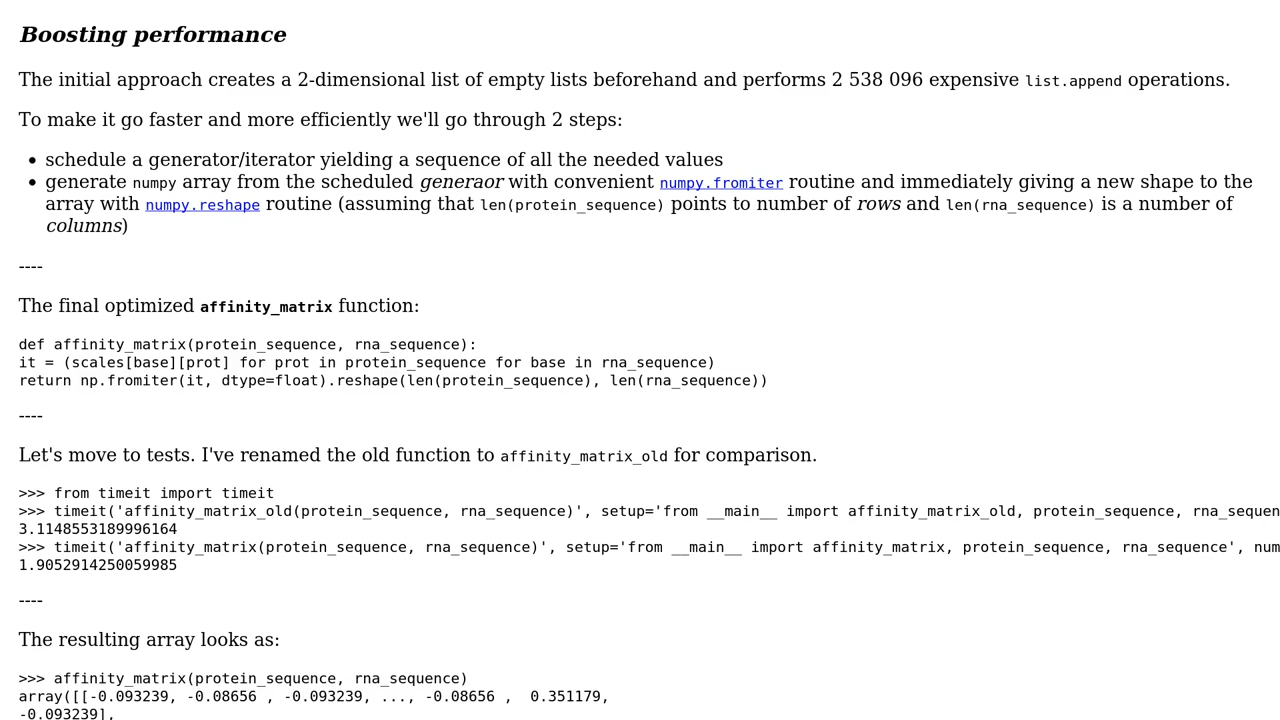 Boosting performance
The initial approach creates a 2-dimensional list of empty lists beforehand and performs 2 538 096 expensive list.append operations.
To make it go faster and more efficiently we'll go through 2 steps:
• schedule a generator/iterator yielding a sequence of all the needed values
• generate numpy array from the scheduled generaor with convenient numpy.fromiter routine and immediately giving a new shape to the
array with numpy.reshape routine (assuming that len(protein_sequence) points to number of rows and len(rna_sequence) is a number of
columns)
----
The final optimized affinity_matrix function:
def affinity_matrix(protein_sequence, rna_sequence):
it = (scales[base][prot] for prot in protein_sequence for base in rna_sequence)
return np.fromiter(it, dtype=float).reshape(len(protein_sequence), len(rna_sequence))
----
Let's move to tests. I've renamed the old function to affinity_matrix_old for comparison.
>>> from timeit import timeit
>>> timeit('affinity_matrix_old(protein_sequence, rna_sequence)', setup='from __main__ import affinity_matrix_old, protein_sequence, rna_sequen
3.1148553189996164
>>> timeit('affinity_matrix(protein_sequence, rna_sequence)', setup='from __main__ import affinity_matrix, protein_sequence, rna_sequence', num
1.9052914250059985
----
The resulting array looks as:
>>> affinity_matrix(protein_sequence, rna_sequence)
array([[-0.093239, -0.08656 , -0.093239, ..., -0.08656 ,  0.351179,
-0.093239],